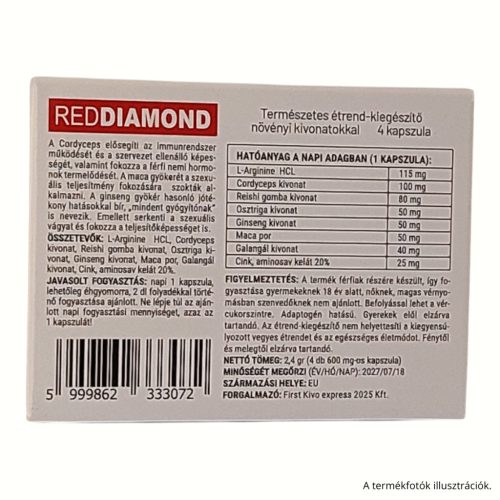 REDDIAMOND
Természetes étrend-kiegészítő
növényi kivonatokkal 4 kapszula
A Cordyceps elősegíti az immunrendszer
működését és a szervezet ellenálló képes-
ségét, valamint fokozza a férfi nemi hormo-
nok termelődését. A maca gyökerét a szexu-
ális teljesítmény fokozására szokták al-
kalmazni. A ginseng gyökér hasonló jóté-
kony hatásokkal bír, „mindent gyógyítónak"
is nevezik. Emellett serkenti a szexuális
vágyat és fokozza a teljesítőképességet is.
ÖSSZETEVŐK: L-Arginine HCL, Cordyceps
kivonat, Reishi gomba kivonat, Osztriga ki-
vonat, Ginseng kivonat, Maca por, Galangál
kivonat, Cink, aminosav kelát 20%.
JAVASOLT FOGYASZTÁS: napi 1 kapszula,
lehetőleg éhgyomorra, 2 dl folyadékkal törté-
nő fogyasztása ajánlott. Ne lépje túl az aján-
lott napi fogyasztási mennyiséget, azaz az
1 kapszulát!
5 999862 333072
HATÓANYAG A NAPI ADAGBAN (1 KAPSZULA):
L-Arginine HCL 115 mg
Cordyceps kivonat 100 mg
Reishi gomba kivonat 80 mg
Osztriga kivonat 50 mg
Ginseng kivonat 50 mg
Maca por 50 mg
Galangál kivonat 40 mg
Cink, aminosav kelát 20% 25 mg
FIGYELMEZTETÉS: A termék férfiak részére készült, így fo-
gyasztása gyermekeknek 18 év alatt, nőknek, magas vérnyo-
másban szenvedőknek nem ajánlott. Befolyással lehet a vér-
cukorszintre. Adaptogén hatású. Gyerekek elől elzárva
tartandó. Az étrend-kiegészítő nem helyettesíti a kiegyensú-
lyozott vegyes étrendet és az egészséges életmódot. Fénytől
és melegtől elzárva tartandó.
NETTÓ TÖMEG: 2,4 gr (4 db 600 mg-os kapszula)
MINŐSÉGÉT MEGŐRZI (ÉV/HÓ/NAP): 2027/07/18
SZÁRMAZÁSI HELYE: EU
FORGALMAZÓ: First Kivo express 2025 Kft.
A termékfotók illusztrációk.